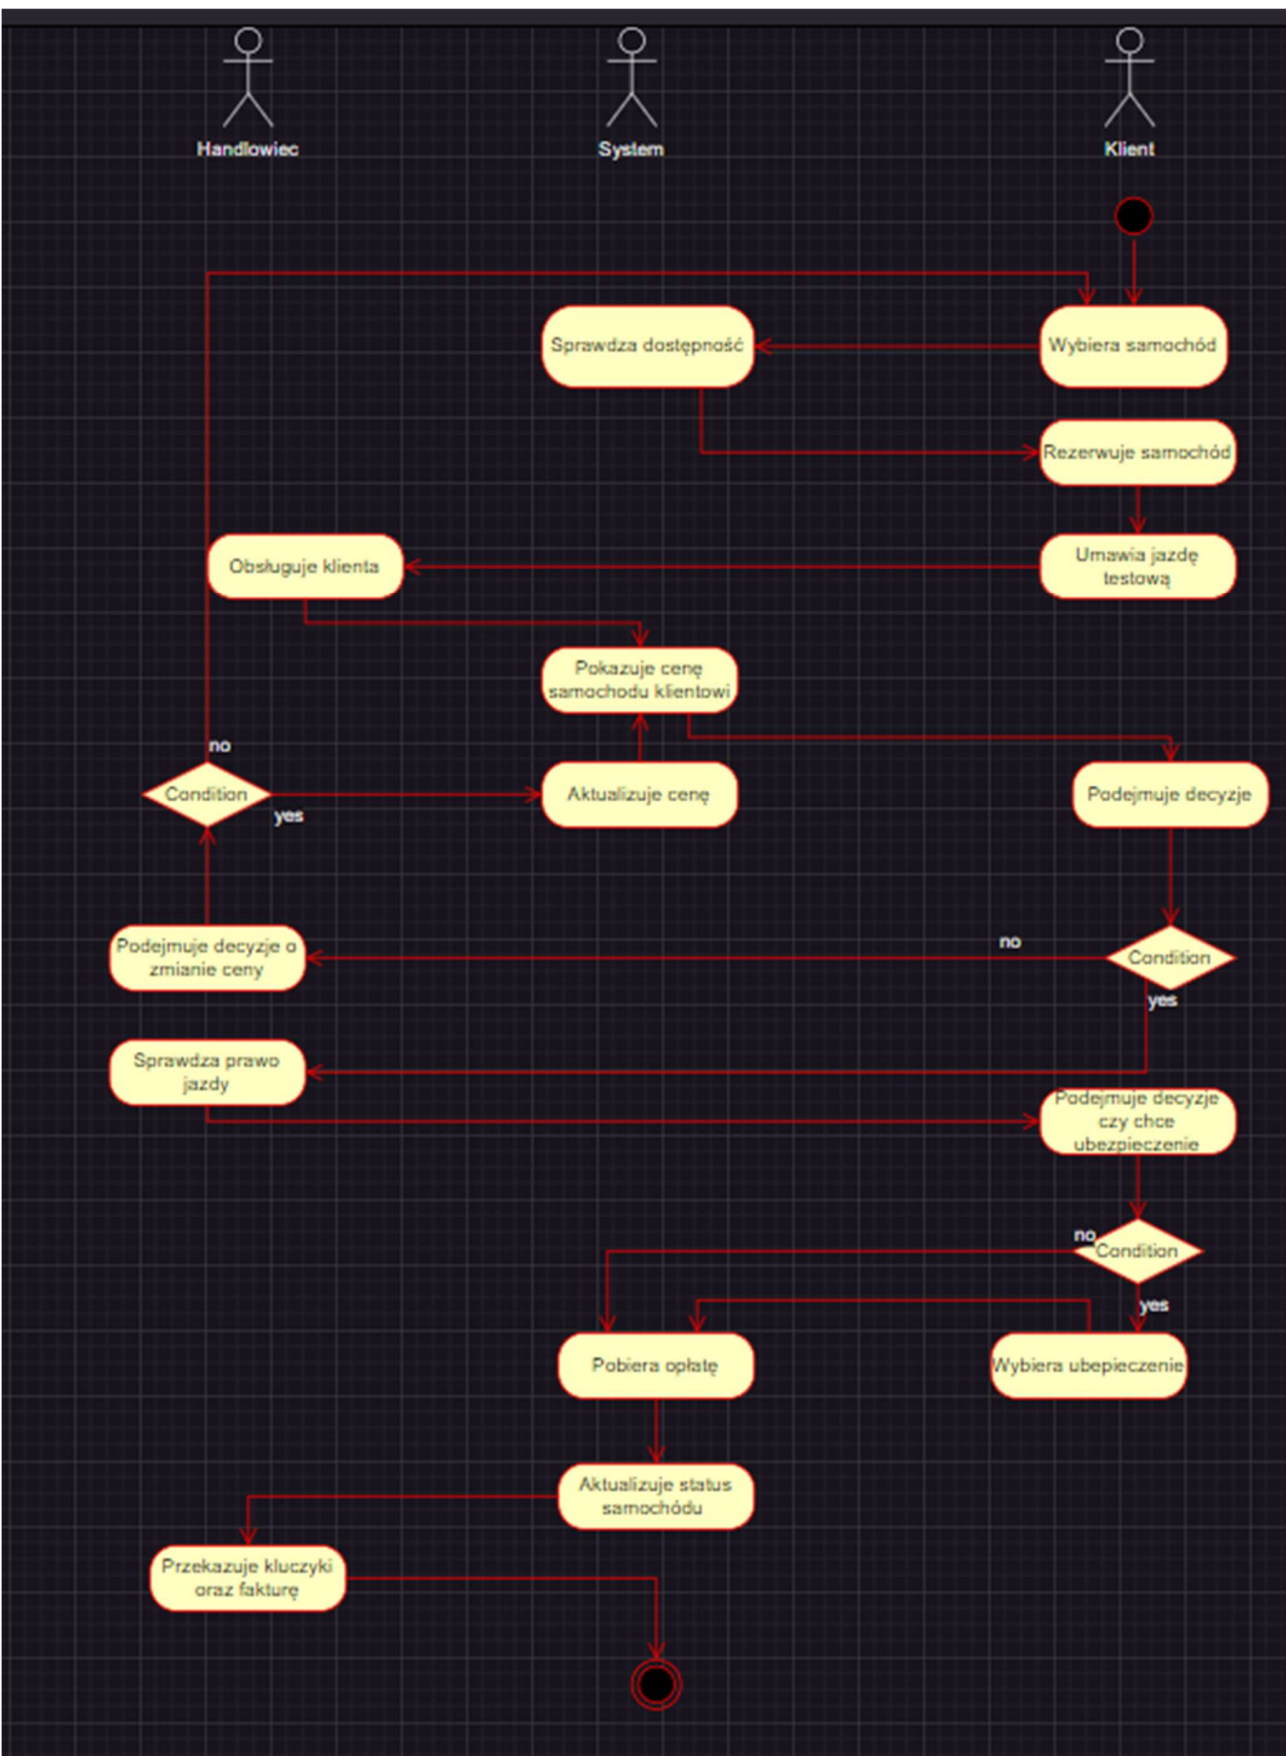 Handlowiec
System
Klient
Sprawdza dostępność
Wybiera samochód
Rezerwuje samochód
Obsługuje klienta
Umawia jazdę
testową
Pokazuje cenę
samochodu klientowi
no
Condition
yes
Aktualizuje cenę
Podejmuje decyzje
Podejmuje decyzje o
zmianie ceny
no
Condition
yes
Sprawdza prawo
jazdy
Podejmuje decyzje
czy chce
ubezpieczenie
no
Condition
yes
Pobiera opłatę
Wybiera ubepieczenie
Aktualizuje status
samochódu
Przekazuje kluczyki
oraz fakturę